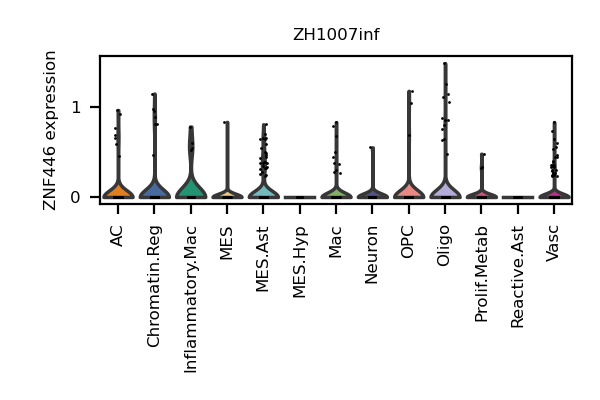 ZH1007inf
ZNF446 expression
1
0
AC
Chromatin.Reg
Inflammatory.Mac
MES
MES.Ast
MES.Hyp
Mac
Neuron
OPC
Oligo
Prolif.Metab
Reactive.Ast
Vasc